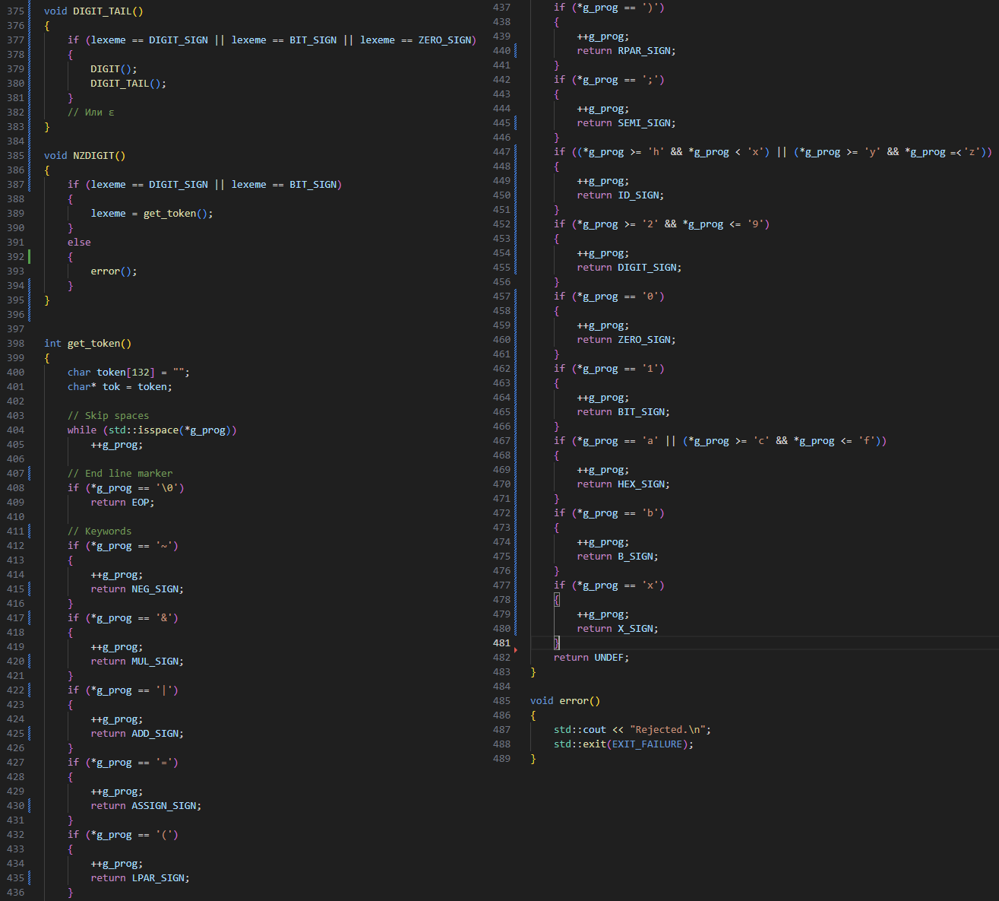 375 void DIGIT_TAIL()
376 {
377     if (lexeme == DIGIT_SIGN || lexeme == BIT_SIGN || lexeme == ZERO_SIGN)
378     {
379         DIGIT();
380         DIGIT_TAIL();
381     }
382     // Или ε
383 }
384
385 void NZDIGIT()
386 {
387     if (lexeme == DIGIT_SIGN || lexeme == BIT_SIGN)
388     {
389         lexeme = get_token();
390     }
391     else
392     {
393         error();
394     }
395 }
396
397
398 int get_token()
399 {
400     char token[132] = "";
401     char* tok = token;
402
403     // Skip spaces
404     while (std::isspace(*g_prog))
405         ++g_prog;
406
407     // End line marker
408     if (*g_prog == '\0')
409         return EOP;
410
411     // Keywords
412     if (*g_prog == '~')
413     {
414         ++g_prog;
415         return NEG_SIGN;
416     }
417     if (*g_prog == '&')
418     {
419         ++g_prog;
420         return MUL_SIGN;
421     }
422     if (*g_prog == '|')
423     {
424         ++g_prog;
425         return ADD_SIGN;
426     }
427     if (*g_prog == '=')
428     {
429         ++g_prog;
430         return ASSIGN_SIGN;
431     }
432     if (*g_prog == '(')
433     {
434         ++g_prog;
435         return LPAR_SIGN;
436     }
437     if (*g_prog == ')')
438     {
439         ++g_prog;
440         return RPAR_SIGN;
441     }
442     if (*g_prog == ';')
443     {
444         ++g_prog;
445         return SEMI_SIGN;
446     }
447     if ((*g_prog >= 'h' && *g_prog < 'x') || (*g_prog >= 'y' && *g_prog =<'z'))
448     {
449         ++g_prog;
450         return ID_SIGN;
451     }
452     if (*g_prog >= '2' && *g_prog <= '9')
453     {
454         ++g_prog;
455         return DIGIT_SIGN;
456     }
457     if (*g_prog == '0')
458     {
459         ++g_prog;
460         return ZERO_SIGN;
461     }
462     if (*g_prog == '1')
463     {
464         ++g_prog;
465         return BIT_SIGN;
466     }
467     if (*g_prog == 'a' || (*g_prog >= 'c' && *g_prog <= 'f'))
468     {
469         ++g_prog;
470         return HEX_SIGN;
471     }
472     if (*g_prog == 'b')
473     {
474         ++g_prog;
475         return B_SIGN;
476     }
477     if (*g_prog == 'x')
478     {
479         ++g_prog;
480         return X_SIGN;
481     }
482     return UNDEF;
483 }
484
485 void error()
486 {
487     std::cout << "Rejected.\n";
488     std::exit(EXIT_FAILURE);
489 }